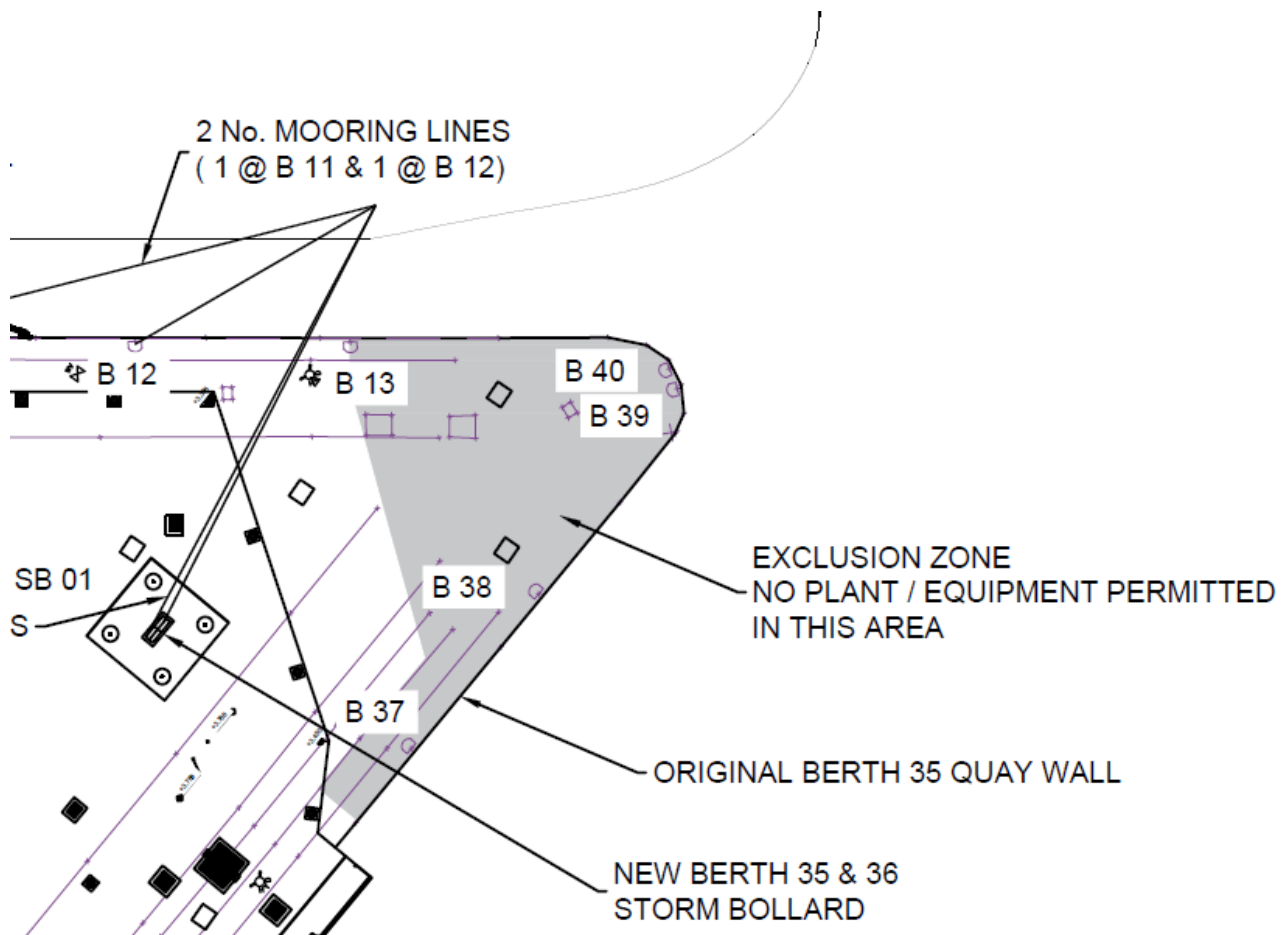 2 No. MOORING LINES
( 1 @ B 11 & 1 @ B 12)
B 12
B 13
B 40
B 39
SB 01
S
B 38
EXCLUSION ZONE
NO PLANT / EQUIPMENT PERMITTED
IN THIS AREA
B 37
ORIGINAL BERTH 35 QUAY WALL
NEW BERTH 35 & 36
STORM BOLLARD